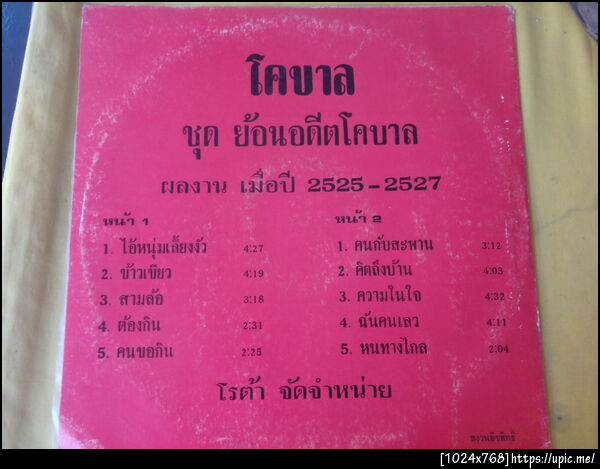 โคบาล
ชุด ย้อนอดีตโคบาล
ผลงาน เมื่อปี 2525-2527
หน้า 1
1. ไอ้หนุ่มเลี้ยงงัว 4:27
2. ข้าวเขียว 4:19
3. สามล้อ 3:18
4. ต้องกิน 2:31
5. คนขอกิน 2:25
หน้า 2
1. คนกับสะพาน 3:12
2. คิดถึงบ้าน 4:03
3. ความในใจ 4:32
4. ฉันคนเลว 4:11
5. หนทางไกล 2:04
โรต้า จัดจำหน่าย
สงวนลิขสิทธิ์
[1024x768]https://upic.me/